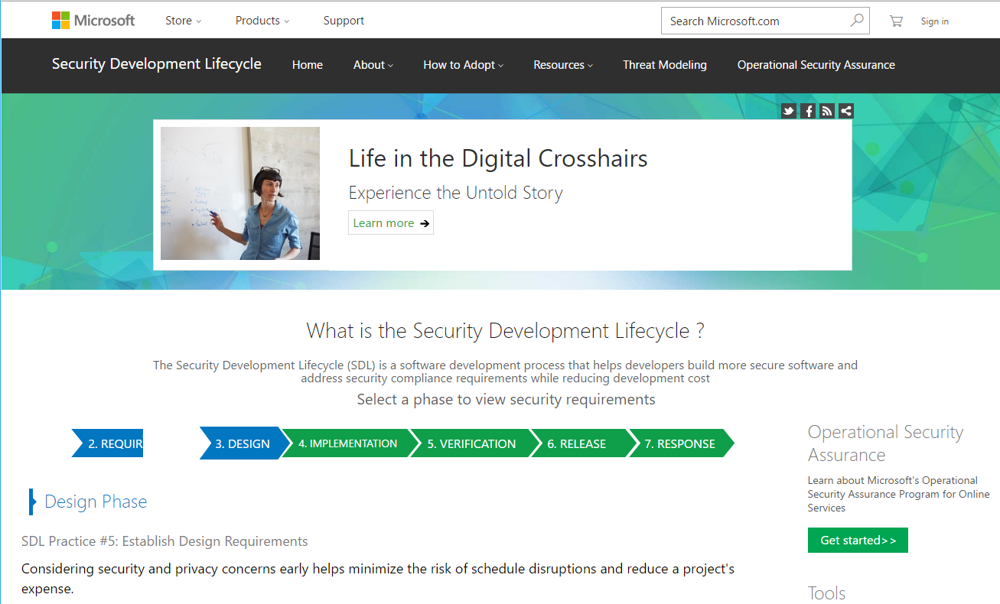 Microsoft
Store
Products
Support
Search Microsoft.com
Sign in
Security Development Lifecycle
Home
About
How to Adopt
Resources
Threat Modeling
Operational Security Assurance
Life in the Digital Crosshairs
Experience the Untold Story
Learn more
What is the Security Development Lifecycle ?
The Security Development Lifecycle (SDL) is a software development process that helps developers build more secure software and
address security compliance requirements while reducing development cost
Select a phase to view security requirements
2. REQUIR
3. DESIGN
4. IMPLEMENTATION
5. VERIFICATION
6. RELEASE
7. RESPONSE
Design Phase
SDL Practice #5: Establish Design Requirements
Considering security and privacy concerns early helps minimize the risk of schedule disruptions and reduce a project's
expense.
Operational Security
Assurance
Learn about Microsoft's Operational
Security Assurance Program for Online
Services
Get started>>
Tools